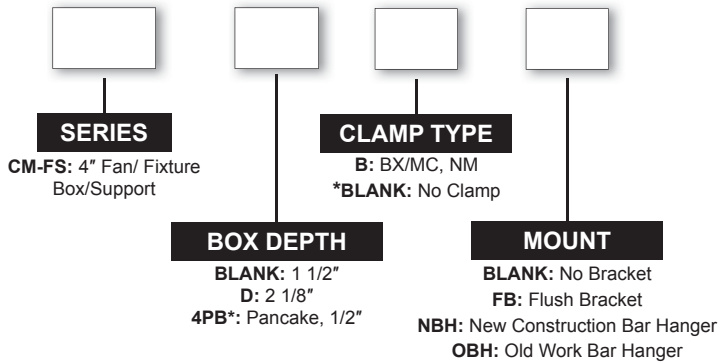 SERIES
CM-FS: 4″ Fan/ Fixture
Box/Support
CLAMP TYPE
B: BX/MC, NM
*BLANK: No Clamp
BOX DEPTH
BLANK: 1 1/2″
D: 2 1/8″
4PB*: Pancake, 1/2″
MOUNT
BLANK: No Bracket
FB: Flush Bracket
NBH: New Construction Bar Hanger
OBH: Old Work Bar Hanger